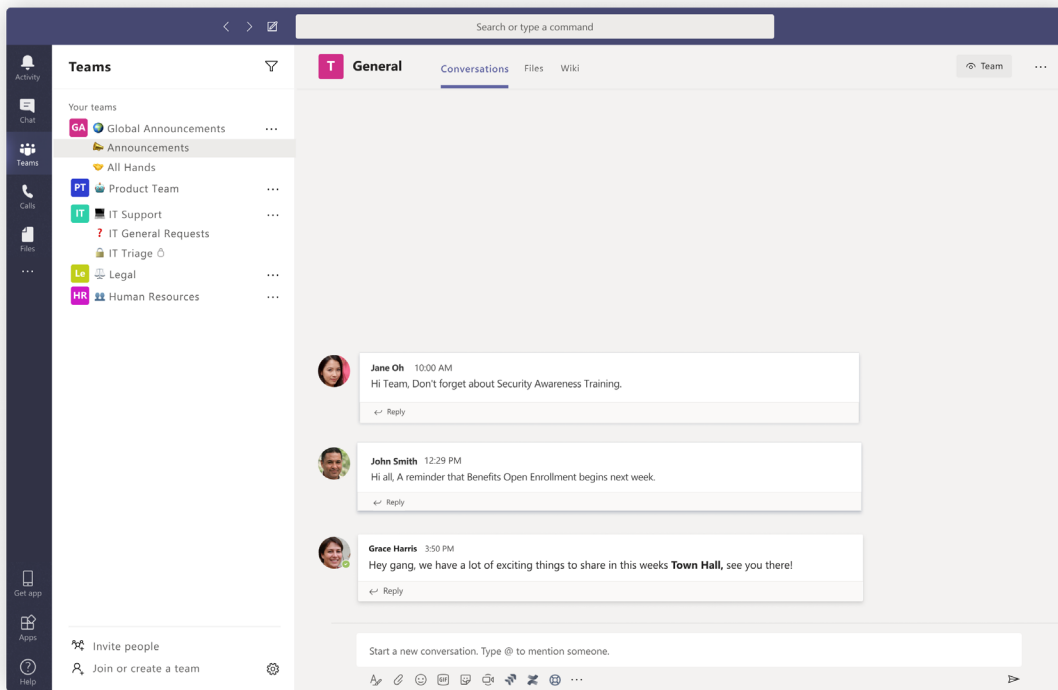 Search or type a command
Activity
Chat
Teams
Calls
Files
Get app
Apps
Help
Teams
Your teams
GA Global Announcements
Announcements
All Hands
PT Product Team
IT IT Support
? IT General Requests
IT Triage
Le Legal
HR Human Resources
Invite people
Join or create a team
T General Conversations Files Wiki Team
Jane Oh 10:00 AM
Hi Team, Don't forget about Security Awareness Training.
Reply
John Smith 12:29 PM
Hi all, A reminder that Benefits Open Enrollment begins next week.
Reply
Grace Harris 3:50 PM
Hey gang, we have a lot of exciting things to share in this weeks Town Hall, see you there!
Reply
Start a new conversation. Type @ to mention someone.
GIF